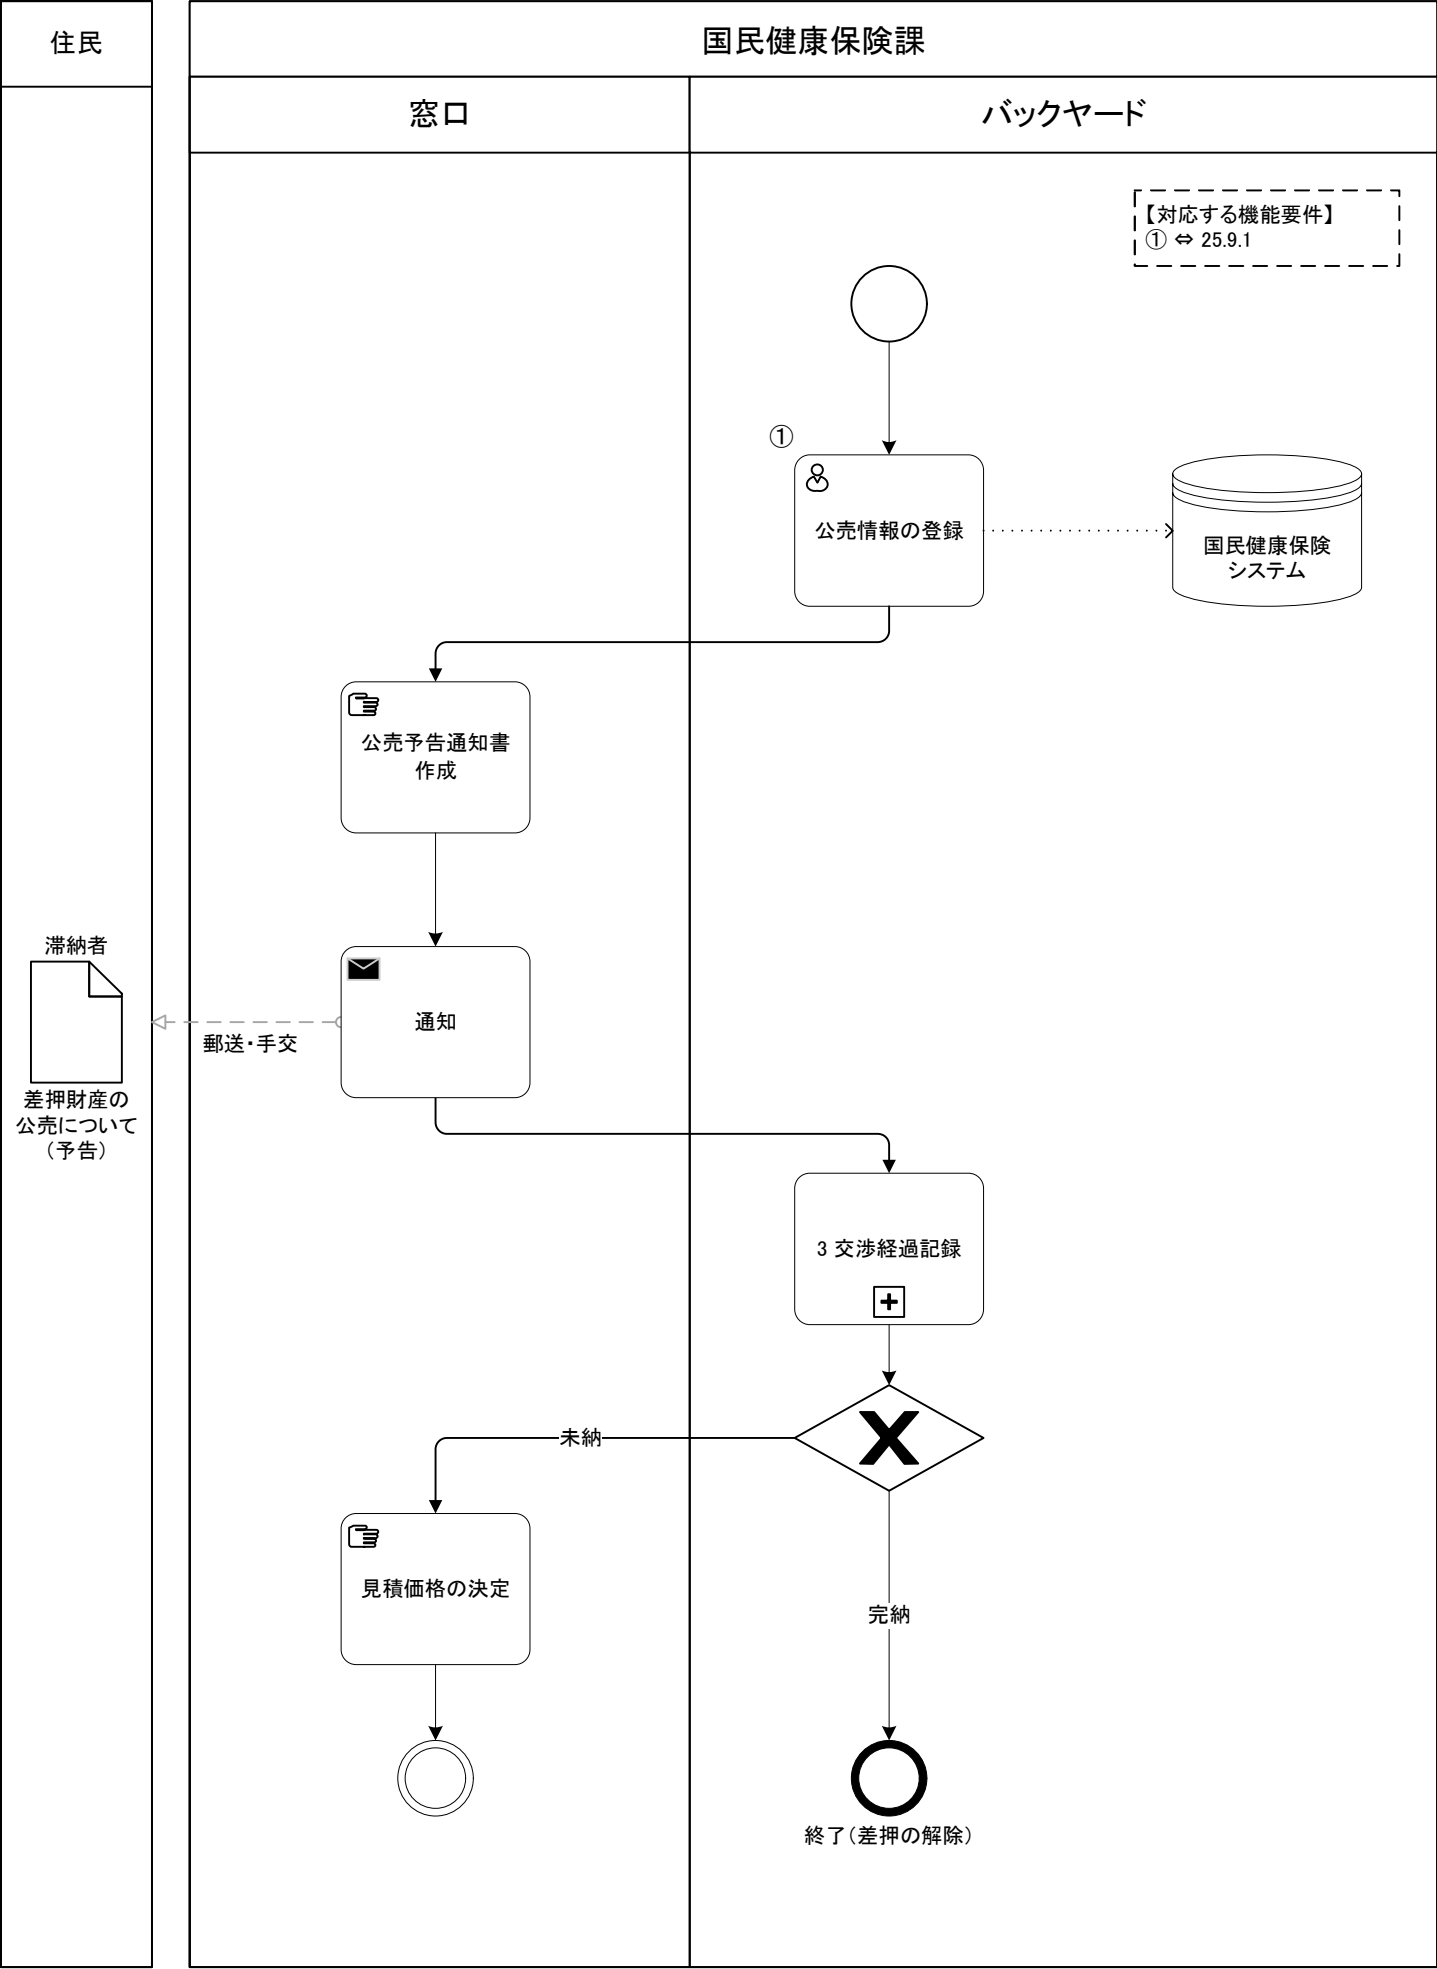 住民
国民健康保険課
窓口
バックヤード
【対応する機能要件】
① ⇔ 25.9.1
①
公売情報の登録
国民健康保険
システム
公売予告通知書
作成
滞納者
通知
郵送・手交
差押財産の
公売について
（予告）
3 交渉経過記録
未納
見積価格の決定
完納
終了（差押の解除）